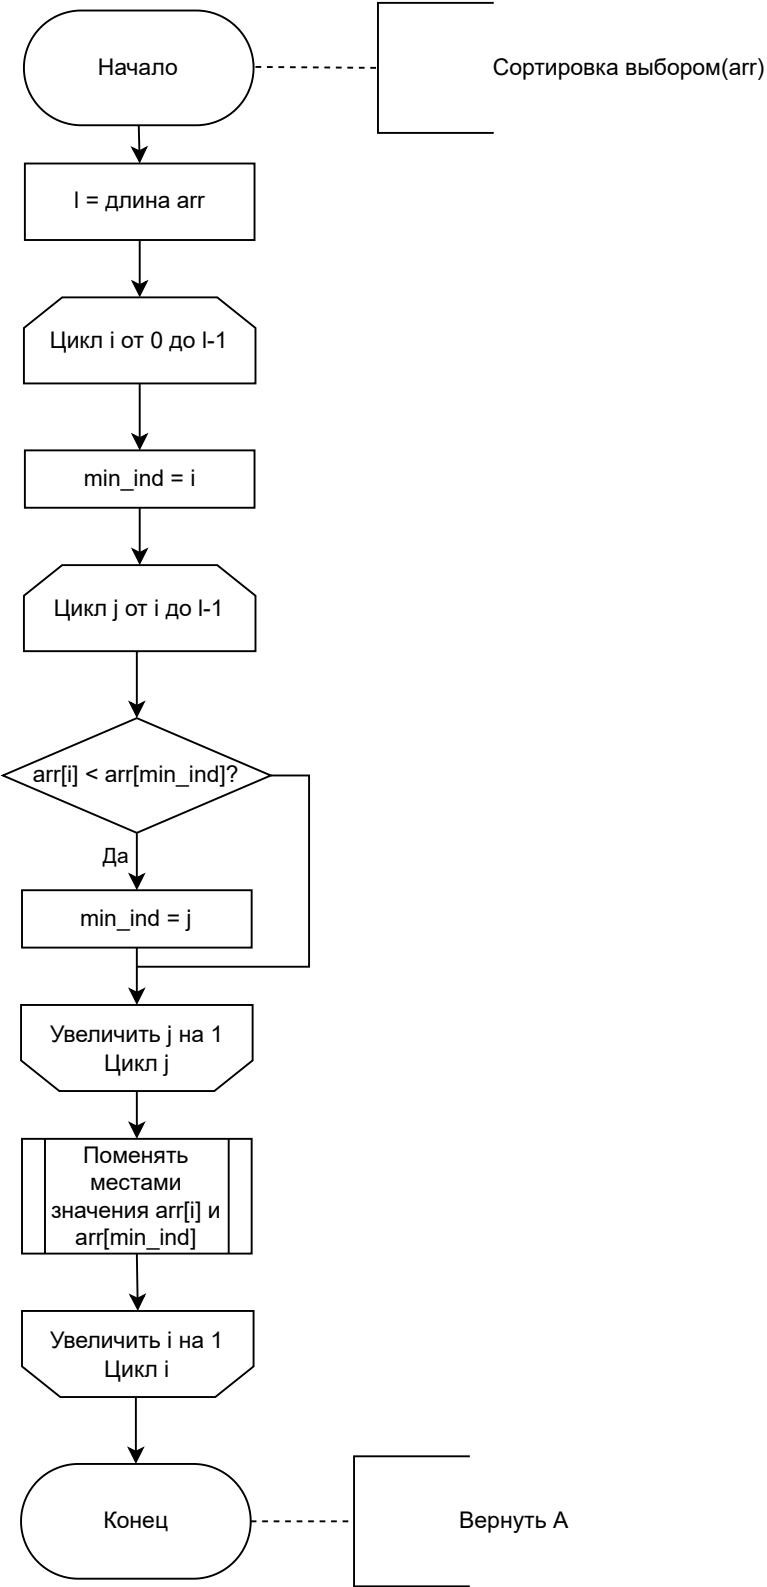 Начало
Сортировка выбором(arr)
l = длина arr
Цикл i от 0 до l-1
min_ind = i
Цикл j от i до l-1
arr[i] < arr[min_ind]?
Да
min_ind = j
Увеличить j на 1
Цикл j
Поменять
местами
значения arr[i] и
arr[min_ind]
Увеличить i на 1
Цикл i
Конец
Вернуть A